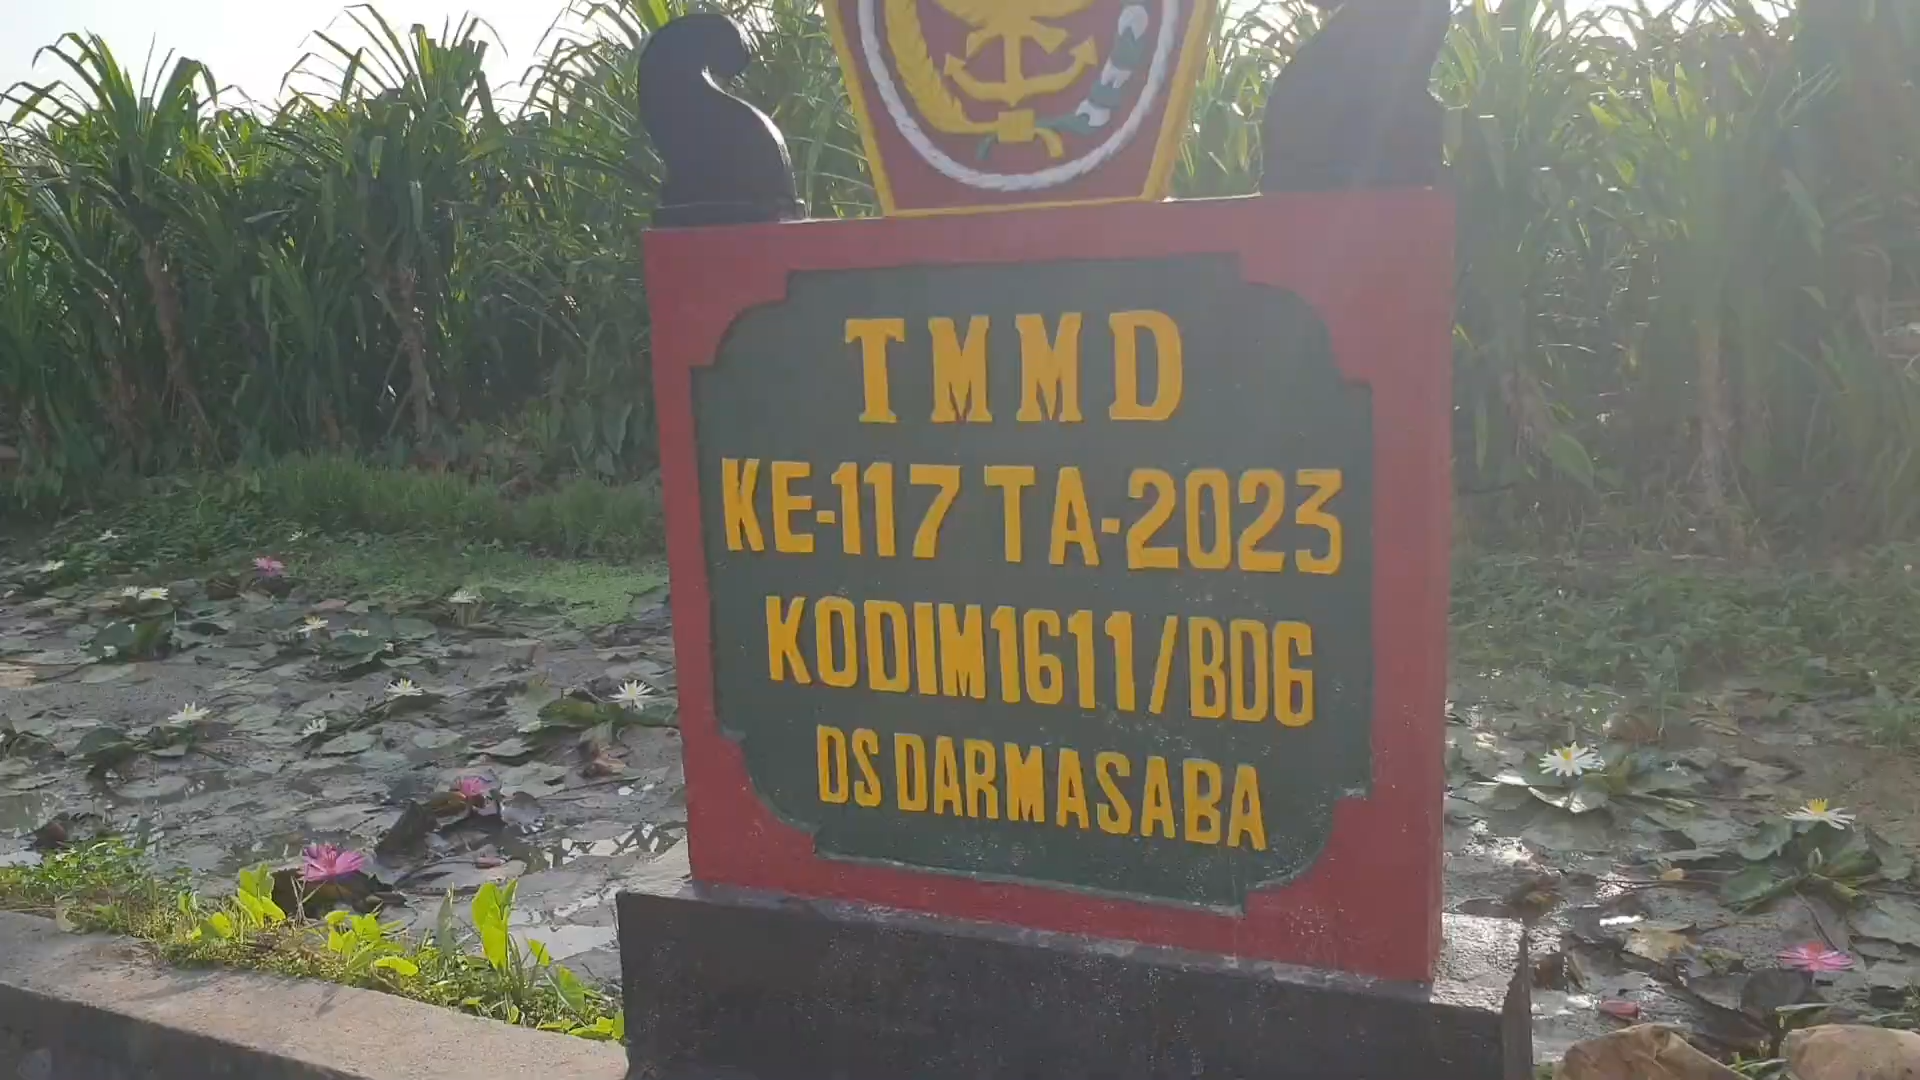 TMMD
KE-117 TA-2023
KODIM1611/BDG
DS DARMASABA